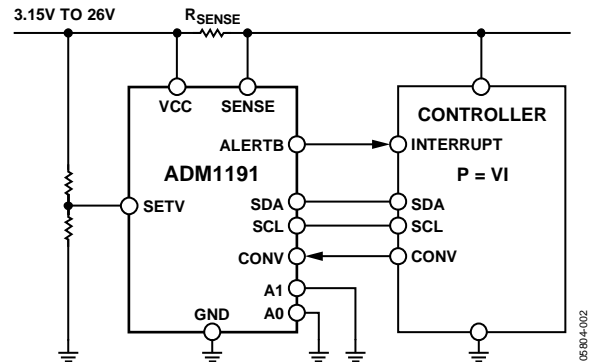 3.15V TO 26V
RSENSE
VCC
SENSE
ALERTB
ADM1191
SETV
SDA
SCL
CONV
A1
A0
GND
CONTROLLER
INTERRUPT
P = VI
SDA
SCL
CONV
05804-002